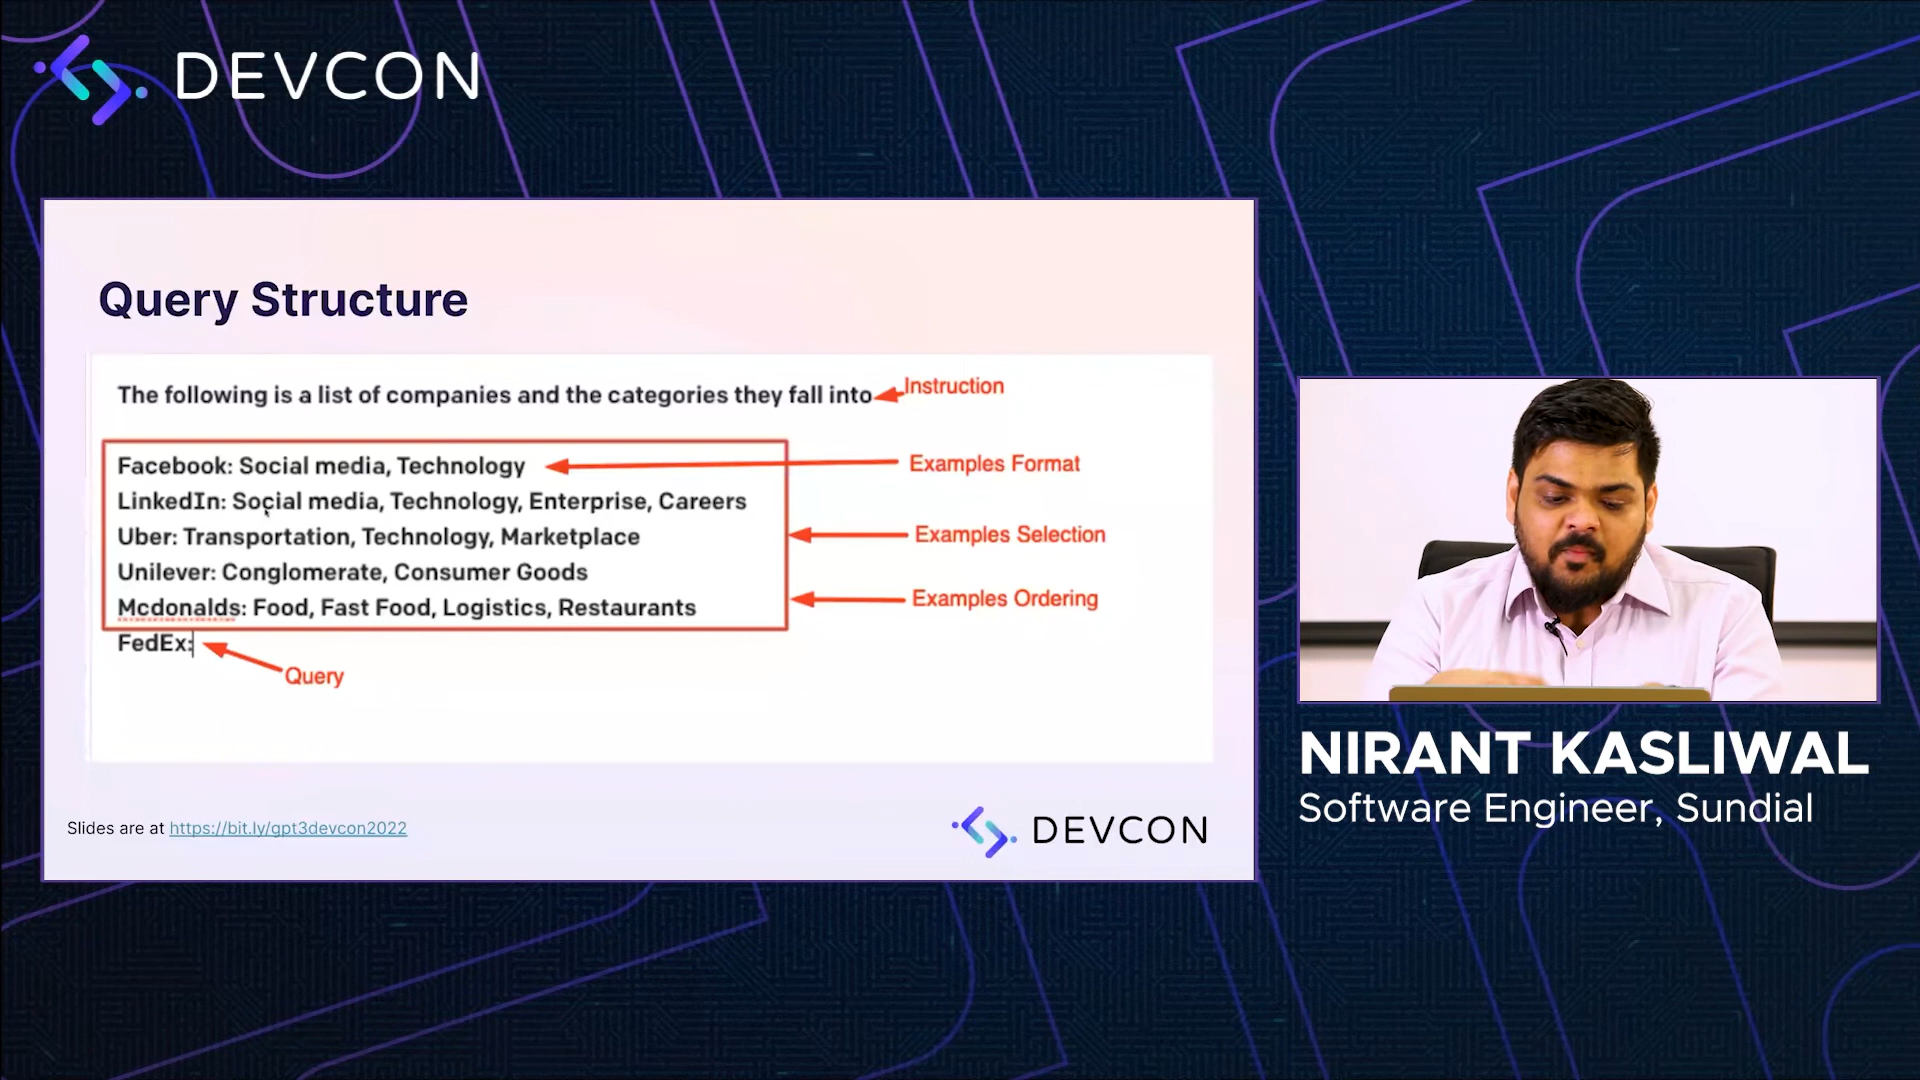 DEVCON
Query Structure
The following is a list of companies and the categories they fall into
Instruction
Facebook: Social media, Technology
Examples Format
LinkedIn: Social media, Technology, Enterprise, Careers
Uber: Transportation, Technology, Marketplace
Examples Selection
Unilever: Conglomerate, Consumer Goods
Mcdonalds: Food, Fast Food, Logistics, Restaurants
Examples Ordering
FedEx:
Query
Slides are at https://bit.ly/gpt3devcon2022
DEVCON
NIRANT KASLIWAL
Software Engineer, Sundial